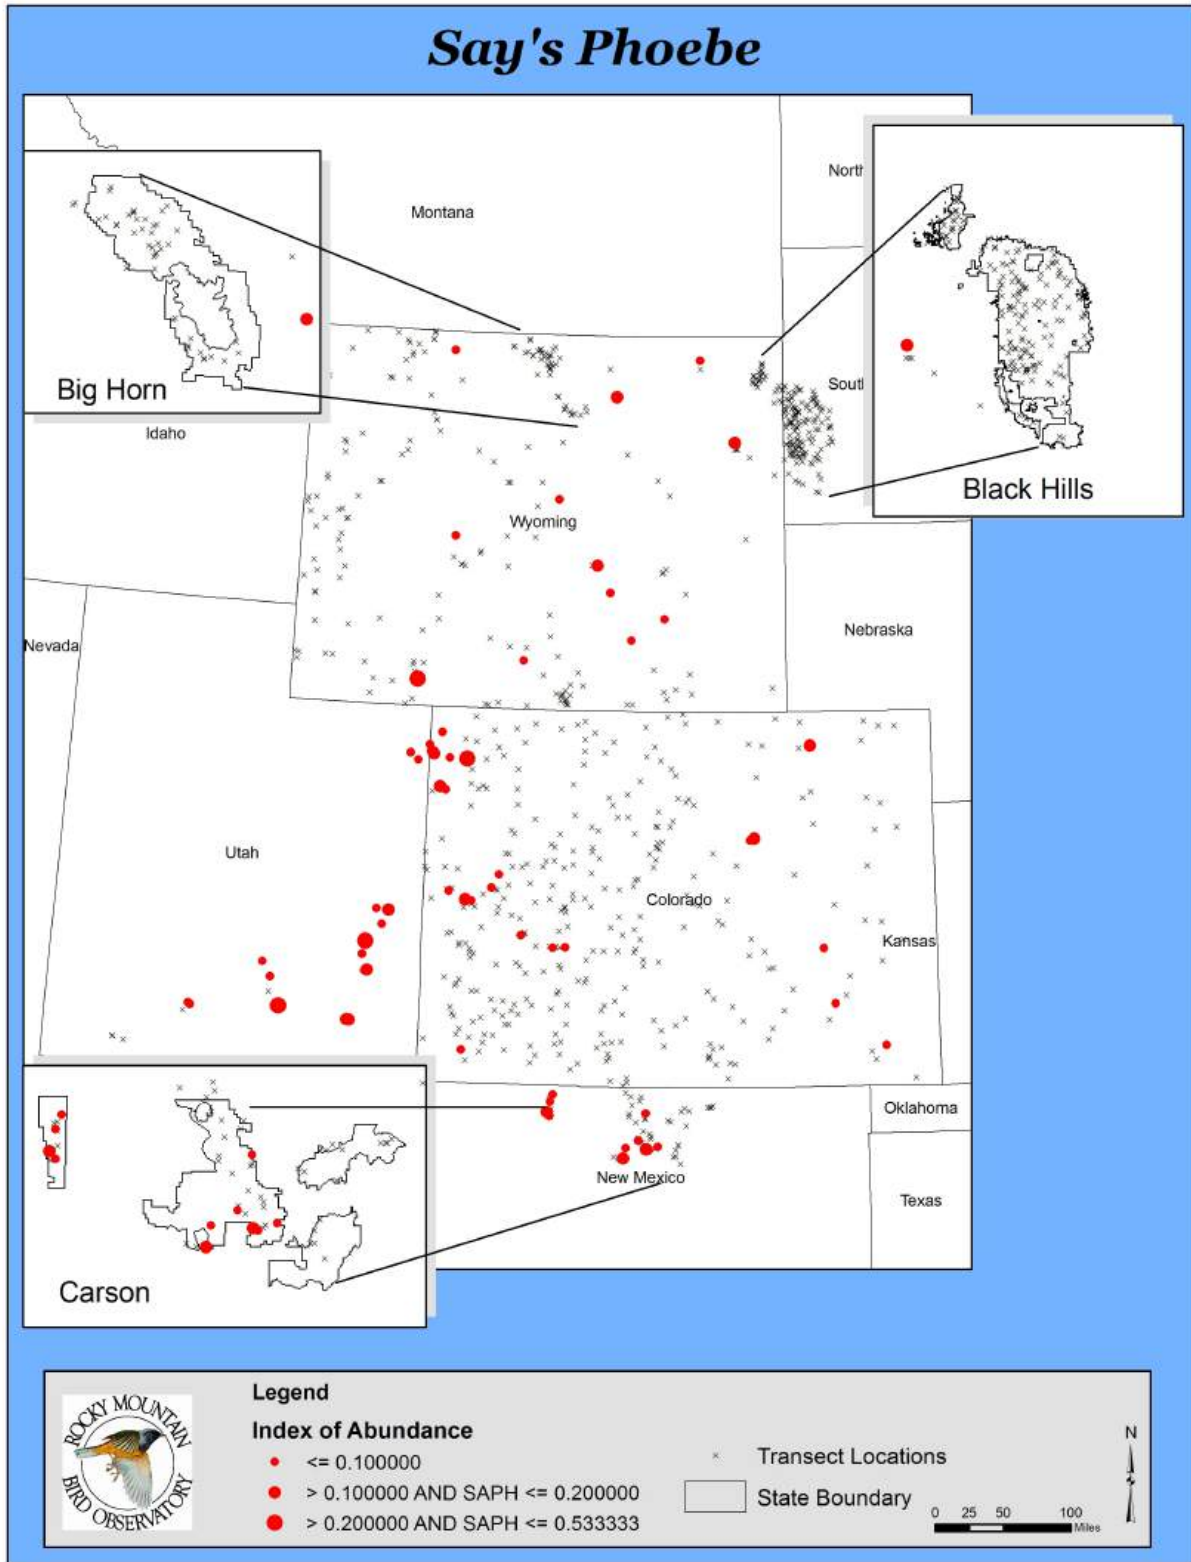 Say's Phoebe
Montana
North
Big Horn
Idaho
South
Black Hills
Wyoming
Nevada
Nebraska
Utah
Colorado
Kansas
Oklahoma
New Mexico
Texas
Carson
ROCKY MOUNTAIN
BIRD OBSERVATORY
Legend
Index of Abundance
<= 0.100000
> 0.100000 AND SAPH <= 0.200000
> 0.200000 AND SAPH <= 0.533333
Transect Locations
State Boundary
N
0 25 50 100
Miles